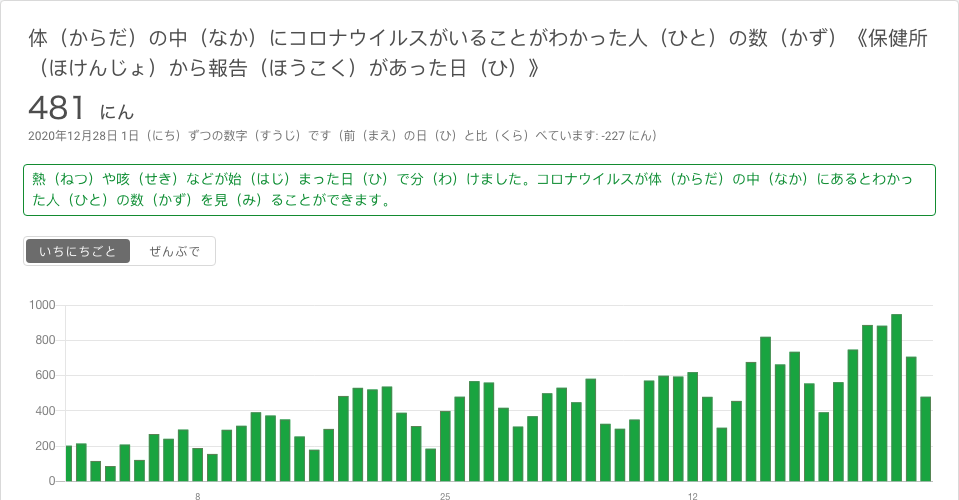 体（からだ）の中（なか）にコロナウイルスがいることがわかった人（ひと）の数（かず）《保健所
（ほけんじょ）から報告（ほうこく）があった日（ひ）》
481 にん
2020年12月28日 1日（にち）ずつの数字（すうじ）です（前（まえ）の日（ひ）と比（くら）べています: -227 にん）
熱（ねつ）や咳（せき）などが始（はじ）まった日（ひ）で分（わ）けました。コロナウイルスが体（からだ）の中（なか）にあるとわかっ
た人（ひと）の数（かず）を見（み）ることができます。
いちにちごと ぜんぶで
1000
800
600
400
200
0
8 25 12